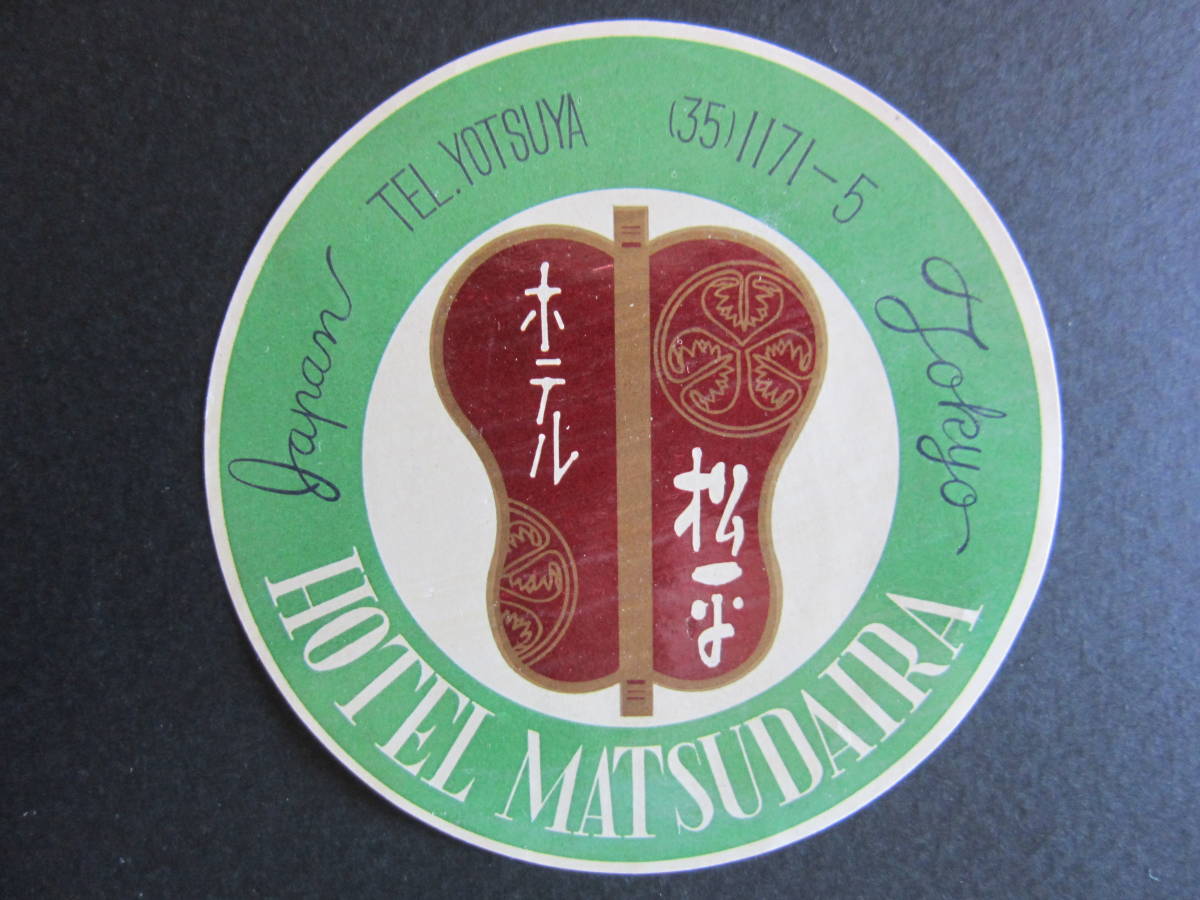 TEL. YOTSUYA (35) 1171-5
Japan
Tokyo
ホテル
松平
HOTEL MATSUDAIRA